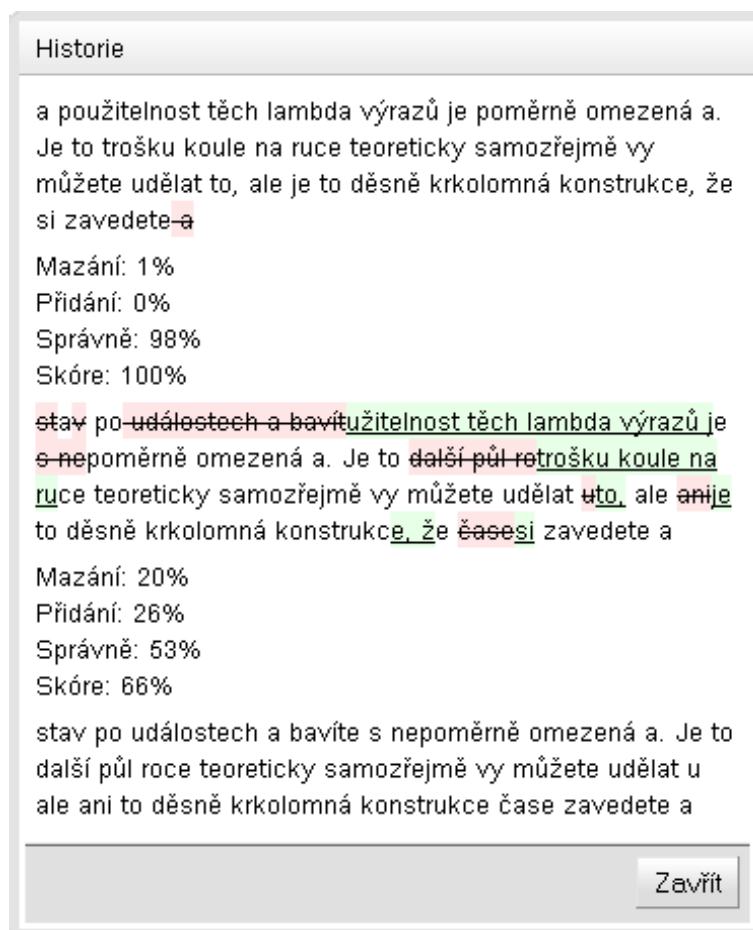 Historie
a použitelnost těch lambda výrazů je poměrně omezená a.
Je to trošku koule na ruce teoreticky samozřejmě vy
můžete udělat to, ale je to děsně krkolomná konstrukce, že
si zavedete a
Mazání: 1%
Přidání: 0%
Správně: 98%
Skóre: 100%
stav po událostech a bavítužitelnost těch lambda výrazů je
s nepoměrně omezená a. Je to další půl rotrošku koule na
ruce teoreticky samozřejmě vy můžete udělat uto, ale anije
to děsně krkolomná konstrukce, že časesi zavedete a
Mazání: 20%
Přidání: 26%
Správně: 53%
Skóre: 66%
stav po událostech a bavíte s nepoměrně omezená a. Je to
další půl roce teoreticky samozřejmě vy můžete udělat u
ale ani to děsně krkolomná konstrukce čase zavedete a
Zavřít